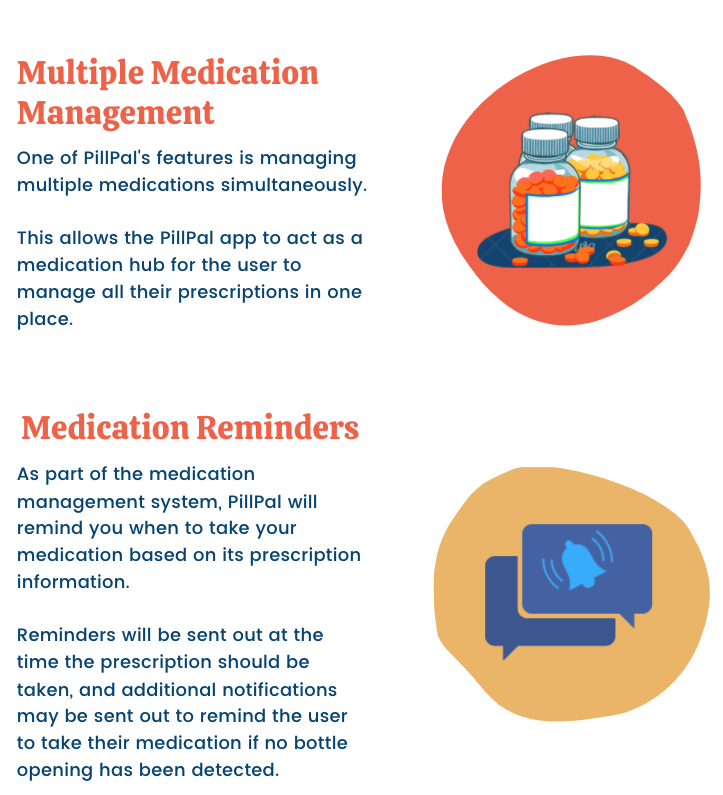 Multiple Medication
Management
One of PillPal's features is managing
multiple medications simultaneously.
This allows the PillPal app to act as a
medication hub for the user to
manage all their prescriptions in one
place.
Medication Reminders
As part of the medication
management system, PillPal will
remind you when to take your
medication based on its prescription
information.
Reminders will be sent out at the
time the prescription should be
taken, and additional notifications
may be sent out to remind the user
to take their medication if no bottle
opening has been detected.